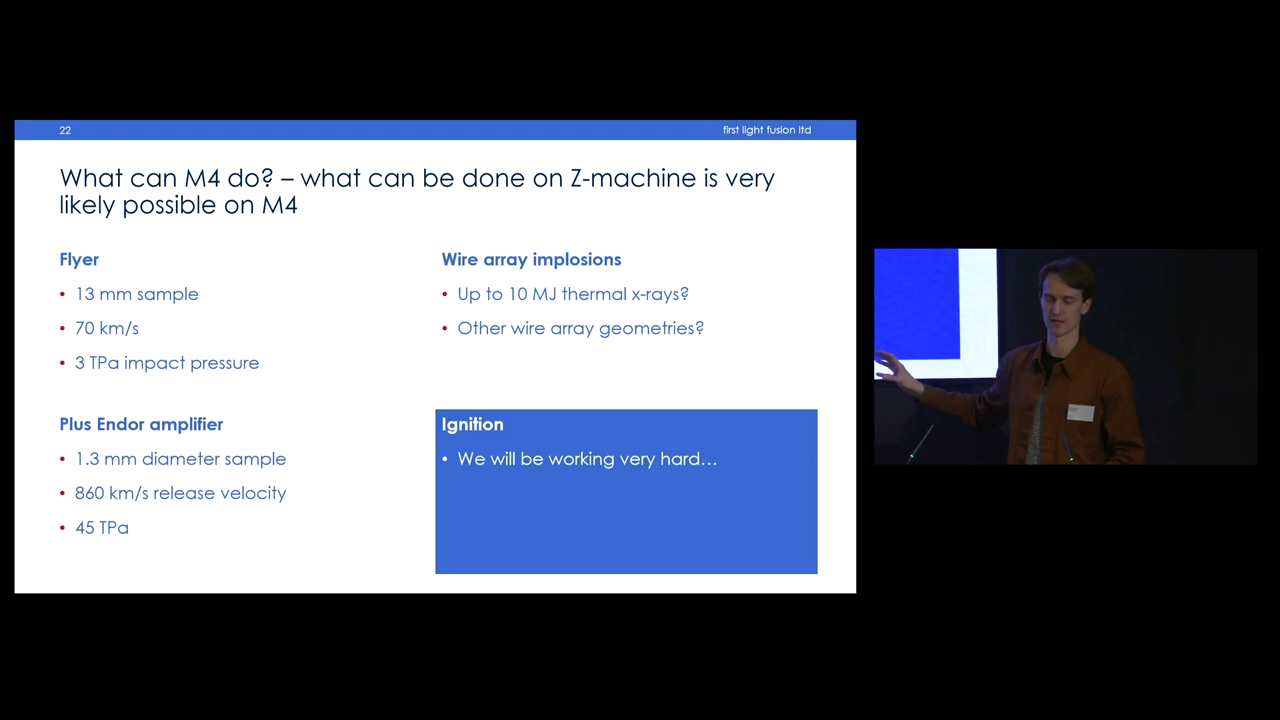 22
first light fusion ltd
What can M4 do? – what can be done on Z-machine is very
likely possible on M4
Flyer
• 13 mm sample
• 70 km/s
• 3 TPa impact pressure
Wire array implosions
• Up to 10 MJ thermal x-rays?
• Other wire array geometries?
Plus Endor amplifier
• 1.3 mm diameter sample
• 860 km/s release velocity
• 45 TPa
Ignition
• We will be working very hard…